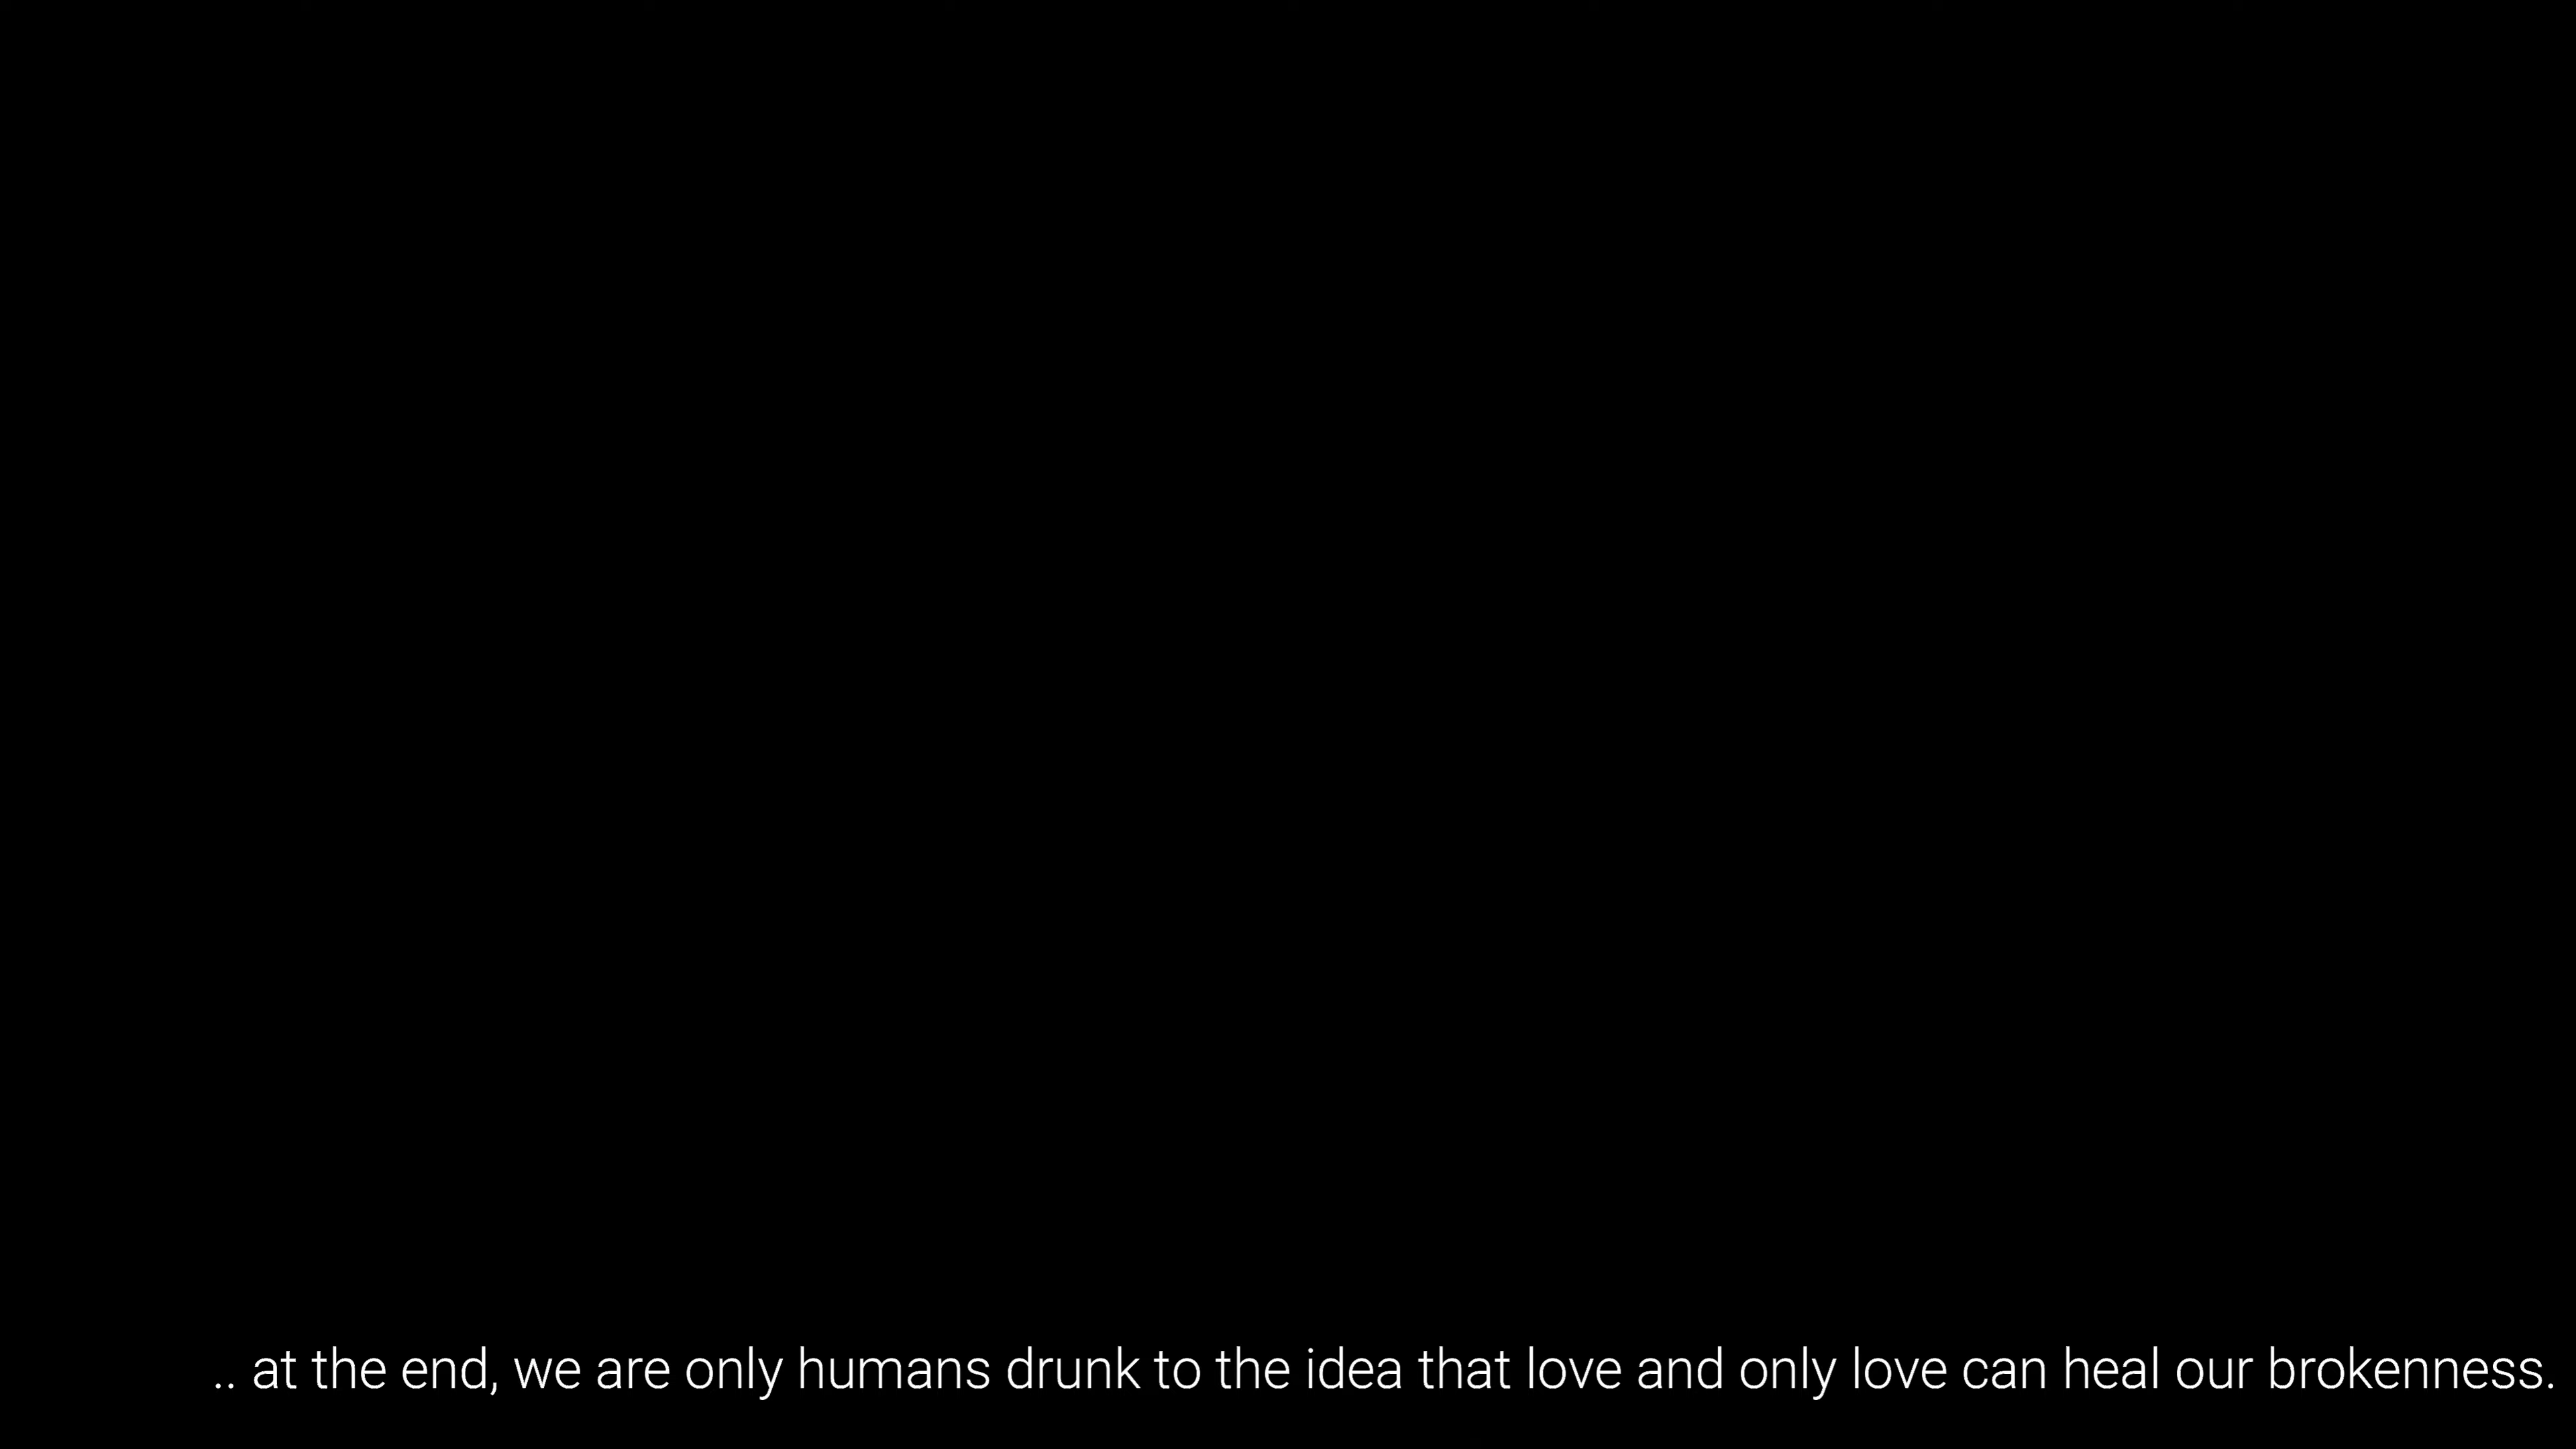 .. at the end, we are only humans drunk to the idea that love and only love can heal our brokenness.